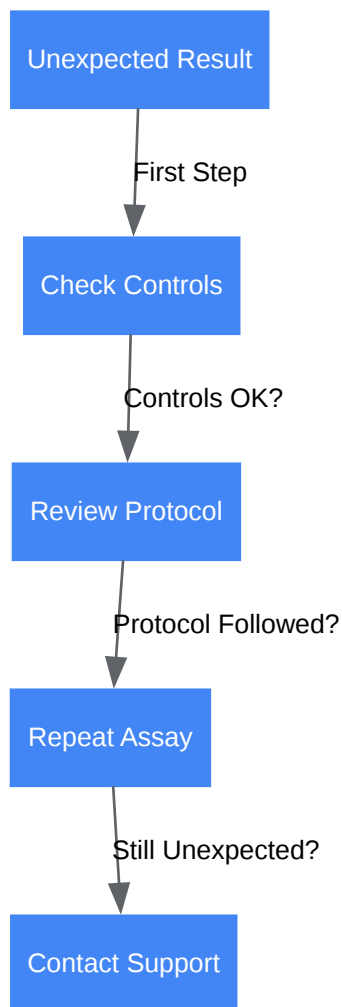 Unexpected Result
First Step
Check Controls
Controls OK?
Review Protocol
Protocol Followed?
Repeat Assay
Still Unexpected?
Contact Support